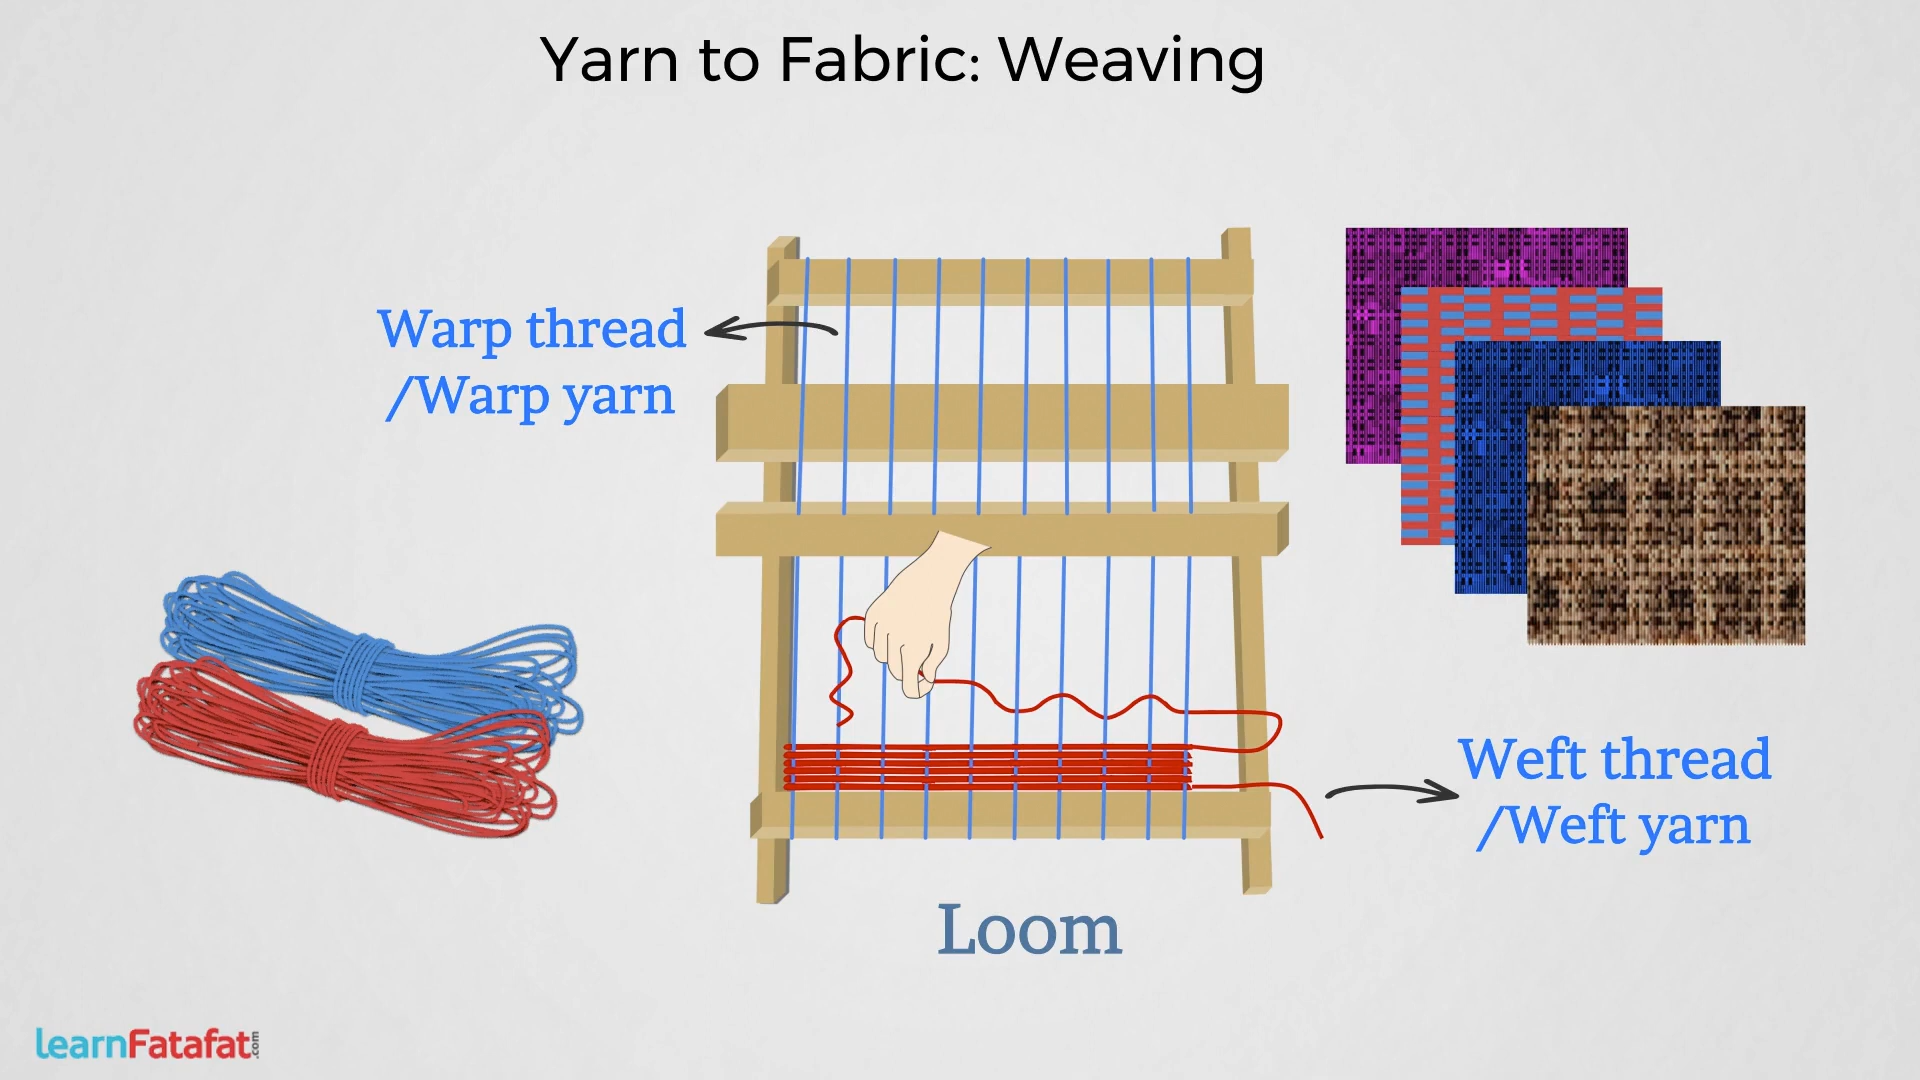 Yarn to Fabric: Weaving
Warp thread
/Warp yarn
Weft thread
/Weft yarn
Loom
learnFatafat.com